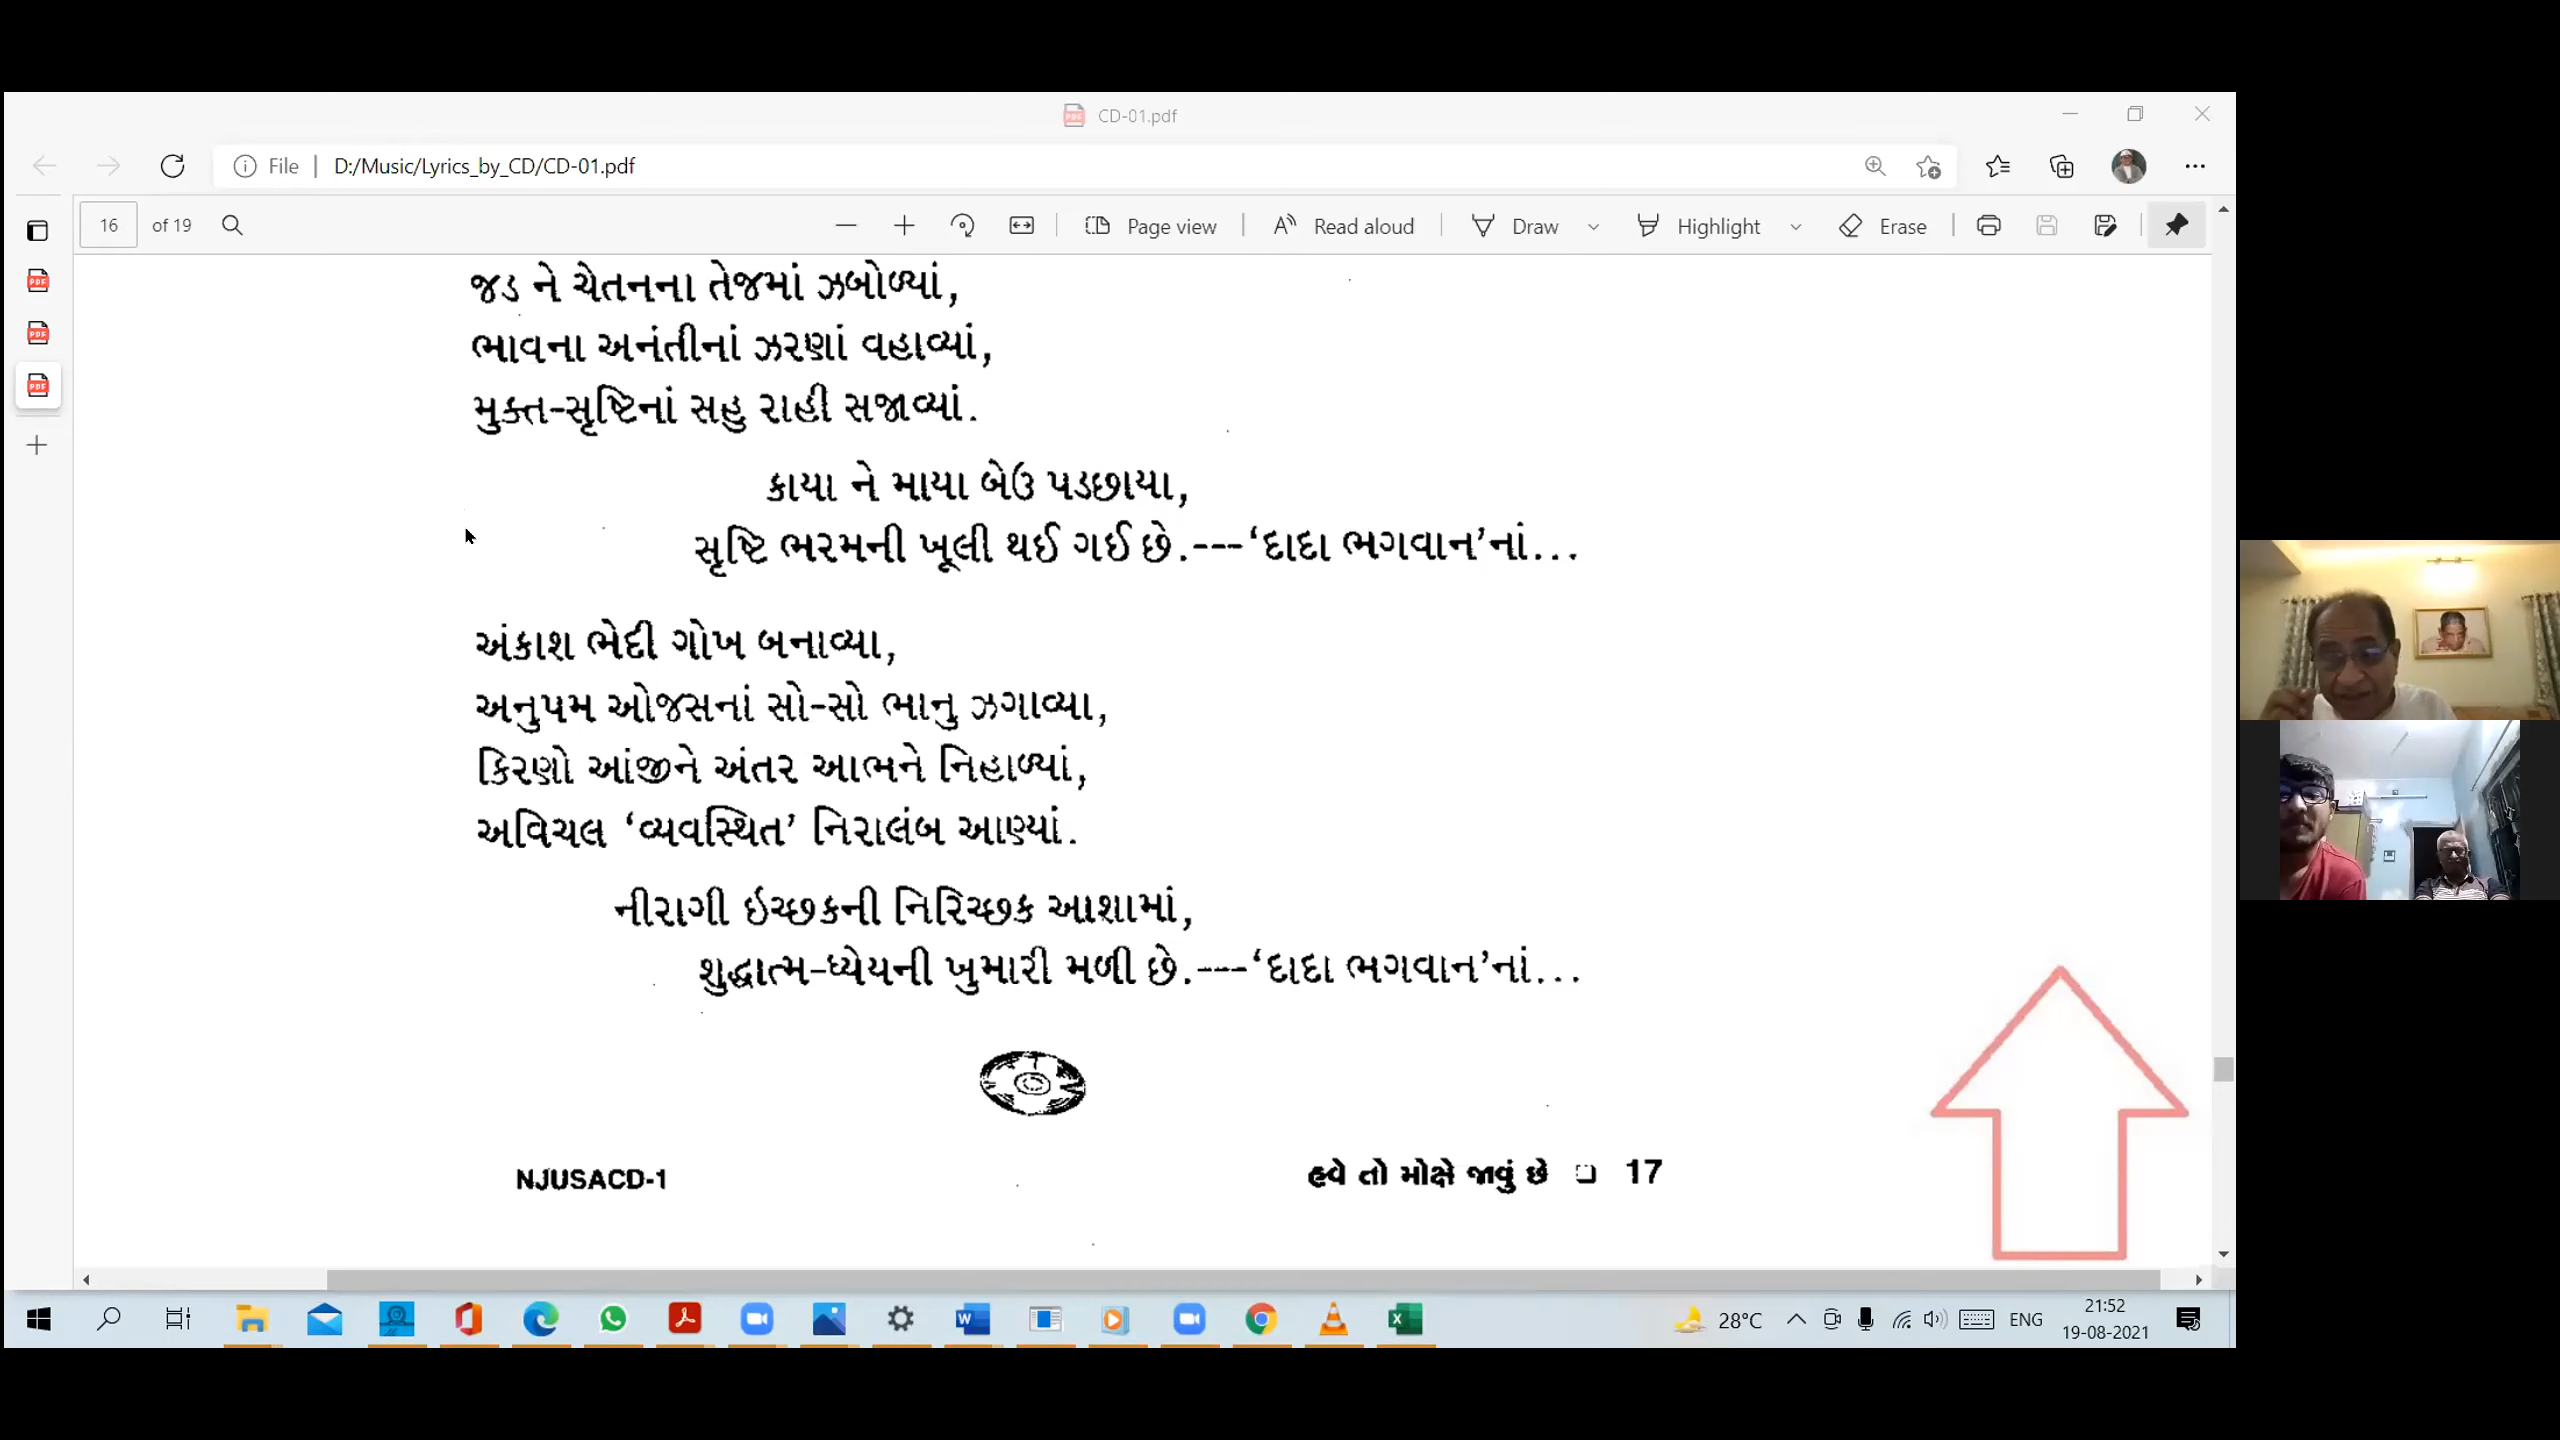 CD-01.pdf
File | D:/Music/Lyrics_by_CD/CD-01.pdf
16 of 19
Page view
Read aloud
Draw
Highlight
Erase
જડ ને ચેતનના તેજમાં ઝબોળ્યાં,
ભાવના અનંતીનાં ઝરણાં વહાવ્યાં,
મુક્ત-સૃષ્ટિનાં સહુ રાહી સજાવ્યાં.
કાયા ને માયા બેઉ પડછાયા,
સૃષ્ટિ ભરમની ખૂલી થઈ ગઈ છે.---‘દાદા ભગવાન’નાં...
અંકાશ ભેદી ગોખ બનાવ્યા,
અનુપમ ઓજસનાં સો-સો ભાનુ ઝગાવ્યા,
કિરણો આંજીને અંતર આભને નિહાળ્યાં,
અવિચલ ‘વ્યવસ્થિત’ નિરાલંબ આણ્યાં.
નીરાગી ઇચ્છકની નિરિચ્છક આશામાં,
શુદ્ધાત્મ-ધ્યેયની ખુમારી મળી છે.---‘દાદા ભગવાન’નાં...
NJUSACD-1
હવે તો મોક્ષે જાવું છે ❑ 17
28°C
ENG
21:52
19-08-2021